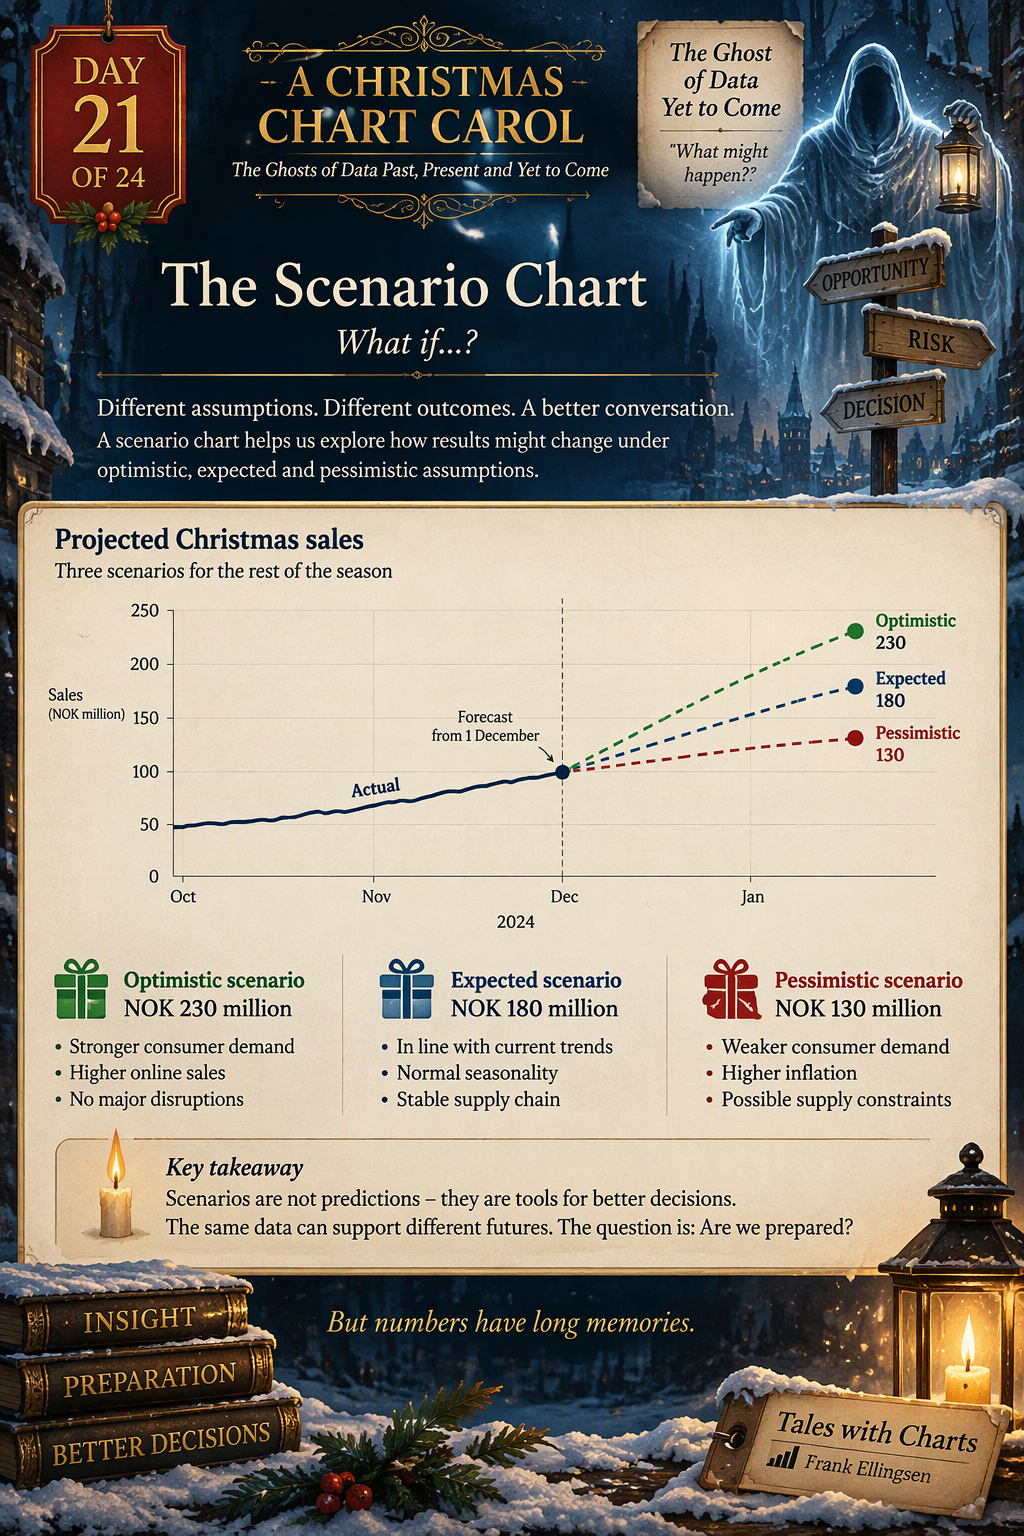 DAY
21
OF 24
A CHRISTMAS
CHART CAROL
The Ghosts of Data Past, Present and Yet to Come
The Ghost
of Data
Yet to Come
"What might
happen??
OPPORTUNITY
RISK
DECISION
The Scenario Chart
What if...?
Different assumptions. Different outcomes. A better conversation.
A scenario chart helps us explore how results might change under
optimistic, expected and pessimistic assumptions.
Projected Christmas sales
Three scenarios for the rest of the season
Sales
(NOK million)
250
200
150
100
50
0
Actual
Forecast
from 1 December
Optimistic
230
Expected
180
Pessimistic
130
Oct
Nov
Dec
Jan
2024
Optimistic scenario
NOK 230 million
• Stronger consumer demand
• Higher online sales
• No major disruptions
Expected scenario
NOK 180 million
• In line with current trends
• Normal seasonality
• Stable supply chain
Pessimistic scenario
NOK 130 million
• Weaker consumer demand
• Higher inflation
• Possible supply constraints
Key takeaway
Scenarios are not predictions – they are tools for better decisions.
The same data can support different futures. The question is: Are we prepared?
INSIGHT
PREPARATION
BETTER DECISIONS
But numbers have long memories.
Tales with Charts
Frank Ellingsen